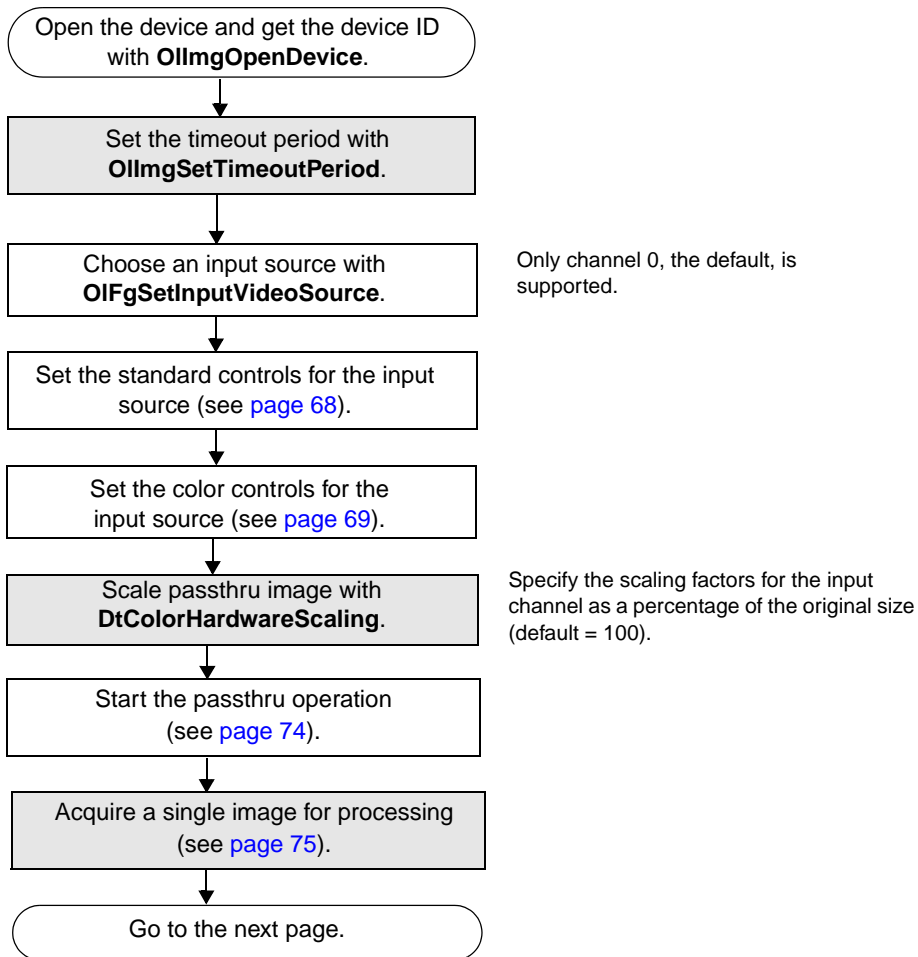 Open the device and get the device ID
with OlImgOpenDevice.
Set the timeout period with
OlImgSetTimeoutPeriod.
Choose an input source with
OlFgSetInputVideoSource.
Only channel 0, the default, is
supported.
Set the standard controls for the input
source (see page 68).
Set the color controls for the
input source (see page 69).
Scale passthru image with
DtColorHardwareScaling.
Specify the scaling factors for the input
channel as a percentage of the original size
(default = 100).
Start the passthru operation
(see page 74).
Acquire a single image for processing
(see page 75).
Go to the next page.